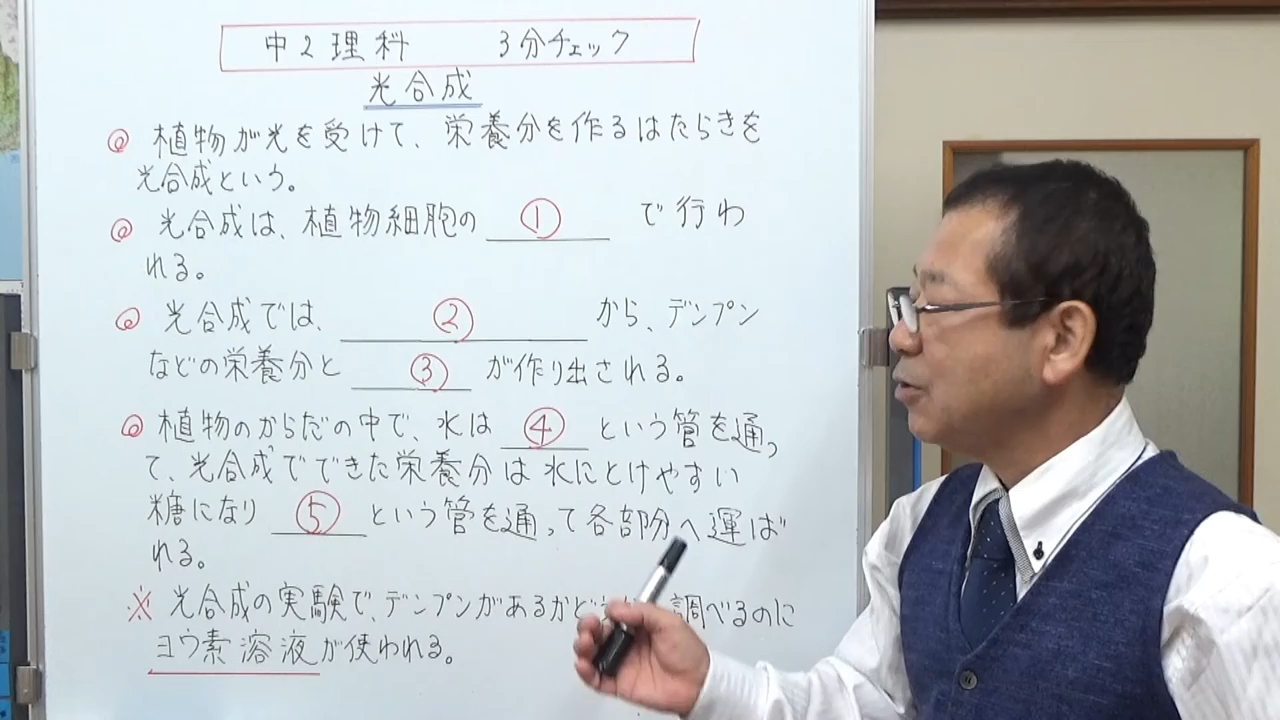 中2理科 3分チェック
光合成
◎ 植物が光を受けて、栄養分を作るはたらきを
光合成という。
◎ 光合成は、植物細胞の ① で行わ
れる。
◎ 光合成では、 ② から、デンプン
などの栄養分と ③ が作り出される。
◎ 植物のからだの中で、水は ④ という管を通っ
て、光合成でできた栄養分は水にとけやすい
糖になり ⑤ という管を通って各部分へ運ば
れる。
※ 光合成の実験で、デンプンがあるかど 調べるのに
ヨウ素溶液が使われる。